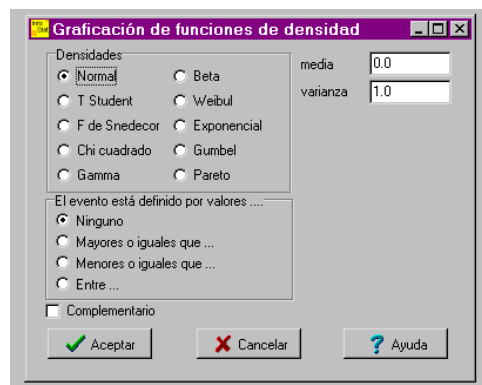 Info
Stat
Graficación de funciones de densidad
Densidades
Normal
Beta
T Student
Weibul
F de Snedecor
Exponencial
Chi cuadrado
Gumbel
Gamma
Pareto
media
0.0
varianza
1.0
El evento está definido por valores ....
Ninguno
Mayores o iguales que ...
Menores o iguales que ...
Entre ...
Complementario
Aceptar
Cancelar
Ayuda